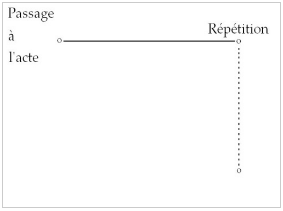 Passage
à
l'acte
Répétition